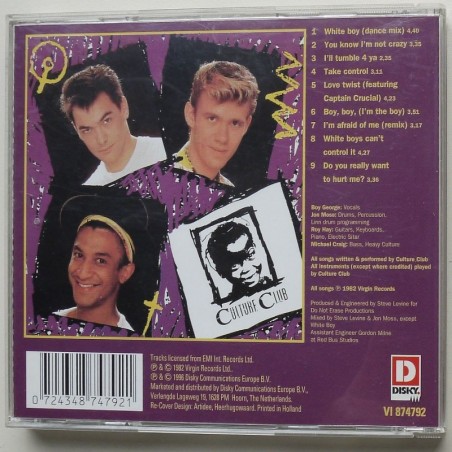 1 White boy (dance mix) 4,40
2 You know I'm not crazy 3,35
3 I'll tumble 4 ya 2,35
4 Take control 3,11
5 Love twist (featuring
Captain Crucial) 4,23
6 Boy, boy, (I'm the boy) 3,51
7 I'm afraid of me (remix) 3,17
8 White boys can't
control it 4,27
9 Do you really want
to hurt me? 3,38
Boy George: Vocals
Jon Moss: Drums, Percussion,
Linn drum programming
Roy Hay: Guitars, Keyboards,
Piano, Electric Sitar
Michael Craig: Bass, Heavy Culture
All songs written & performed by Culture Club
All instruments (except where credited) played
by Culture Club
All songs ℗ 1982 Virgin Records
Produced & Engineered by Steve Levine for
Do Not Erase Productions
Mixed by Steve Levine & Jon Moss, except
White Boy
Assistant Engineer Gordon Milne
at Red Bus Studios
CULTURE CLUB
Tracks licensed from EMI Int. Records Ltd.
℗ & © 1982 Virgin Records Ltd.
℗ & © 1996 Disky Communications Europe B.V.
Marketed and distributed by Disky Communications Europe B.V.,
Verlengde Lageweg 19, 1628 PM Hoorn, The Netherlands.
Re-Cover Design: Artidee, Heerhugowaard. Printed in Holland
0 724348 747921
D
DISKY
VI 874792